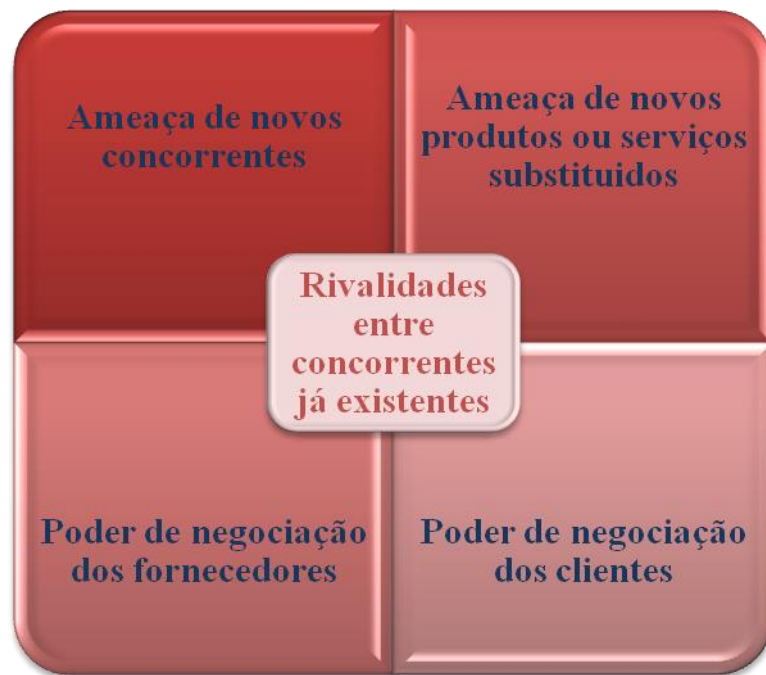 Ameaça de novos
concorrentes
Ameaça de novos
produtos ou serviços
substituidos
Rivalidades
entre
concorrentes
já existentes
Poder de negociação
dos fornecedores
Poder de negociação
dos clientes